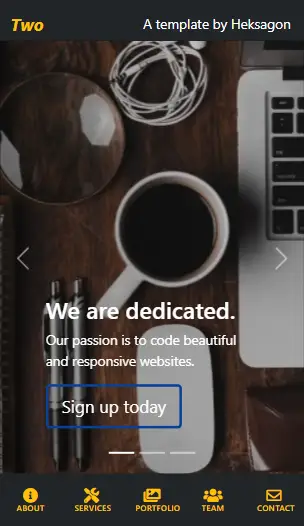 Two
A template by Heksagon
We are dedicated.
Our passion is to code beautiful
and responsive websites.
Sign up today
ABOUT
SERVICES
PORTFOLIO
TEAM
CONTACT